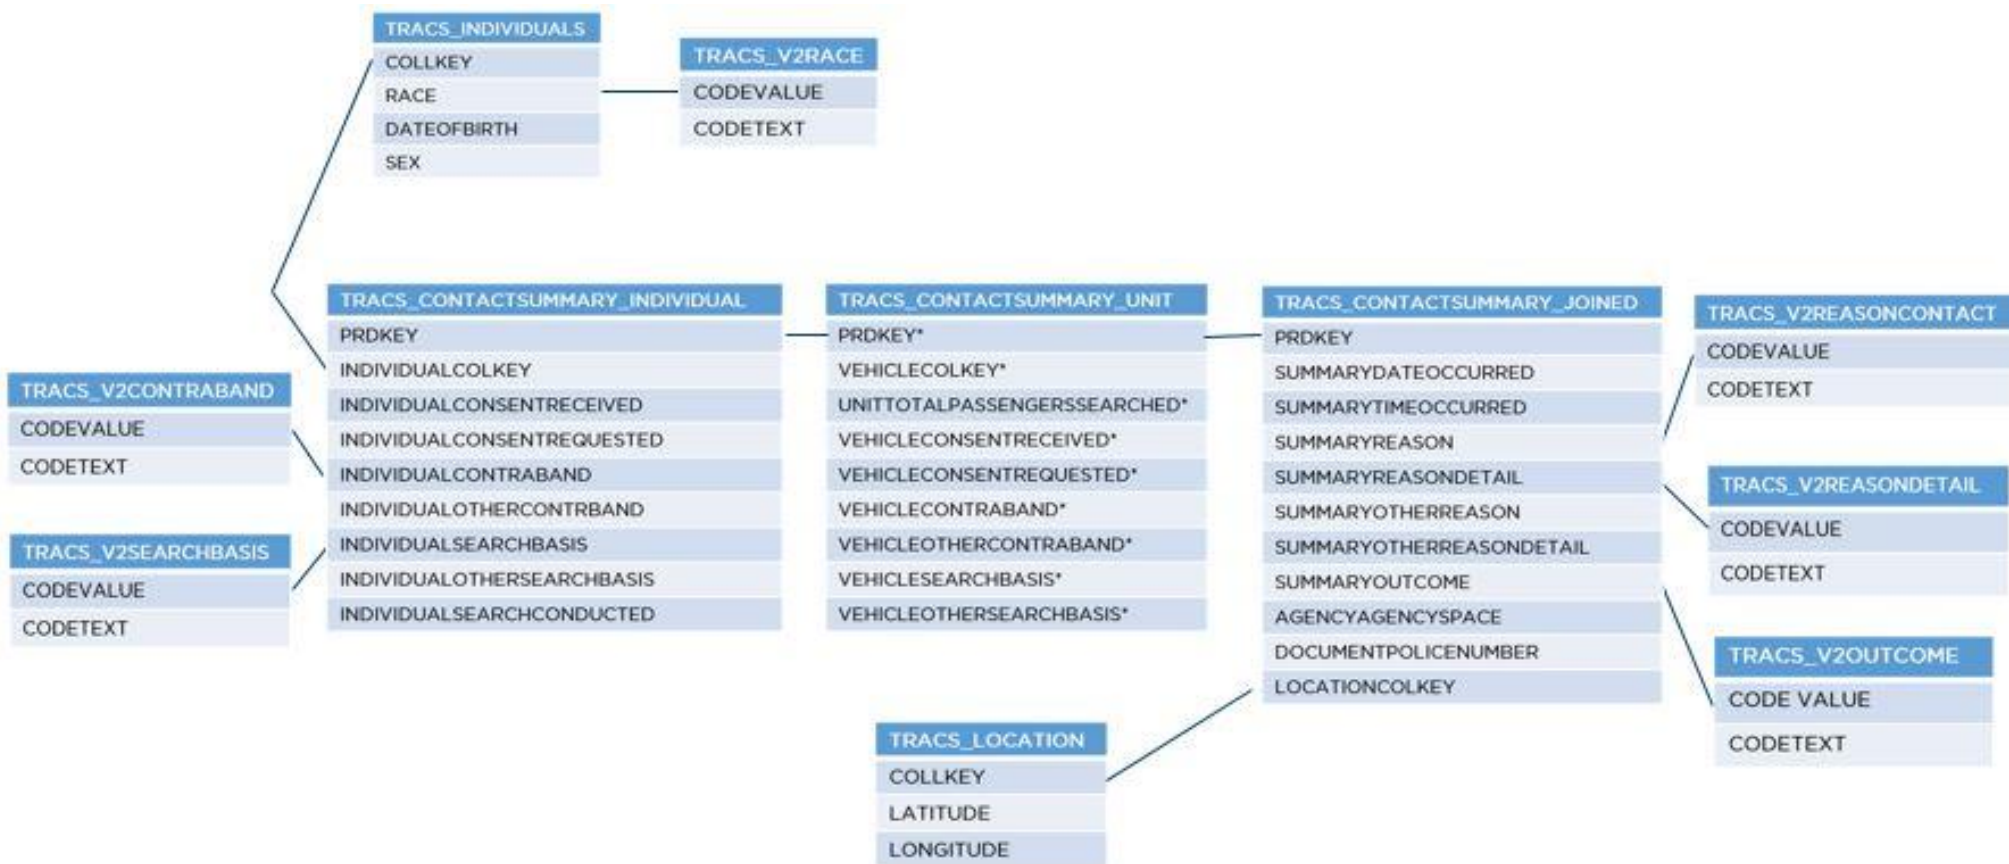 TRACS_INDIVIDUALS
COLLKEY
RACE
DATEOFBIRTH
SEX
TRACS_V2RACE
CODEVALUE
CODETEXT
TRACS_V2CONTRABAND
CODEVALUE
CODETEXT
TRACS_V2SEARCHBASIS
CODEVALUE
CODETEXT
TRACS_CONTACTSUMMARY_INDIVIDUAL
PRDKEY
INDIVIDUALCOLKEY
INDIVIDUALCONSENTRECEIVED
INDIVIDUALCONSENTREQUESTED
INDIVIDUALCONTRABAND
INDIVIDUALOTHERCONTRBAND
INDIVIDUALSEARCHBASIS
INDIVIDUALOTHERSEARCHBASIS
INDIVIDUALSEARCHCONDUCTED
TRACS_CONTACTSUMMARY_UNIT
PRDKEY*
VEHICLECOLKEY*
UNITTOTALPASSENGERSSEARCHED*
VEHICLECONSENTRECEIVED*
VEHICLECONSENTREQUESTED*
VEHICLECONTRABAND*
VEHICLEOTHERCONTRABAND*
VEHICLESEARCHBASIS*
VEHICLEOTHERSEARCHBASIS*
TRACS_CONTACTSUMMARY_JOINED
PRDKEY
SUMMARYDATEOCCURRED
SUMMARYTIMEOCCURRED
SUMMARYREASON
SUMMARYREASONDETAIL
SUMMARYOTHERREASON
SUMMARYOTHERREASONDETAIL
SUMMARYOUTCOME
AGENCYAGENCYSPACE
DOCUMENTPOLICENUMBER
LOCATIONCOLKEY
TRACS_V2REASONCONTACT
CODEVALUE
CODETEXT
TRACS_V2REASONDETAIL
CODEVALUE
CODETEXT
TRACS_V2OUTCOME
CODE VALUE
CODETEXT
TRACS_LOCATION
COLLKEY
LATITUDE
LONGITUDE